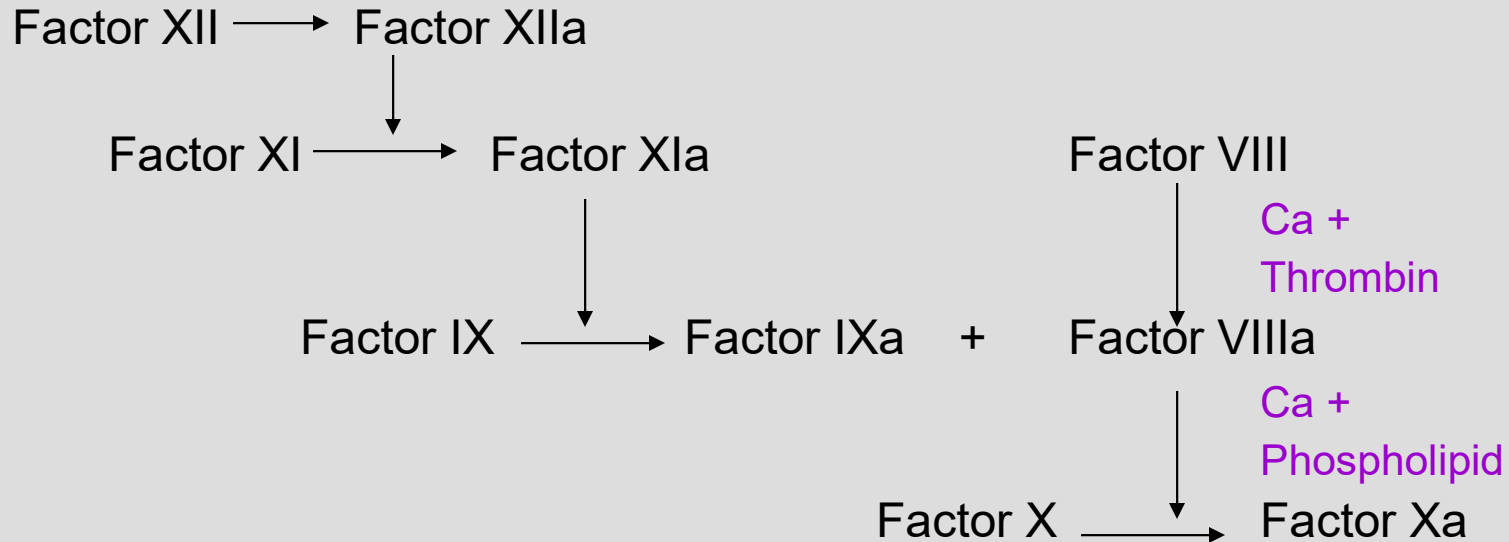 Factor XII Factor XIIa
Factor XI Factor XIa Factor VIII
Ca +
Thrombin
Factor IX Factor IXa + Factor VIIIa
Ca +
Phospholipid
Factor X Factor Xa